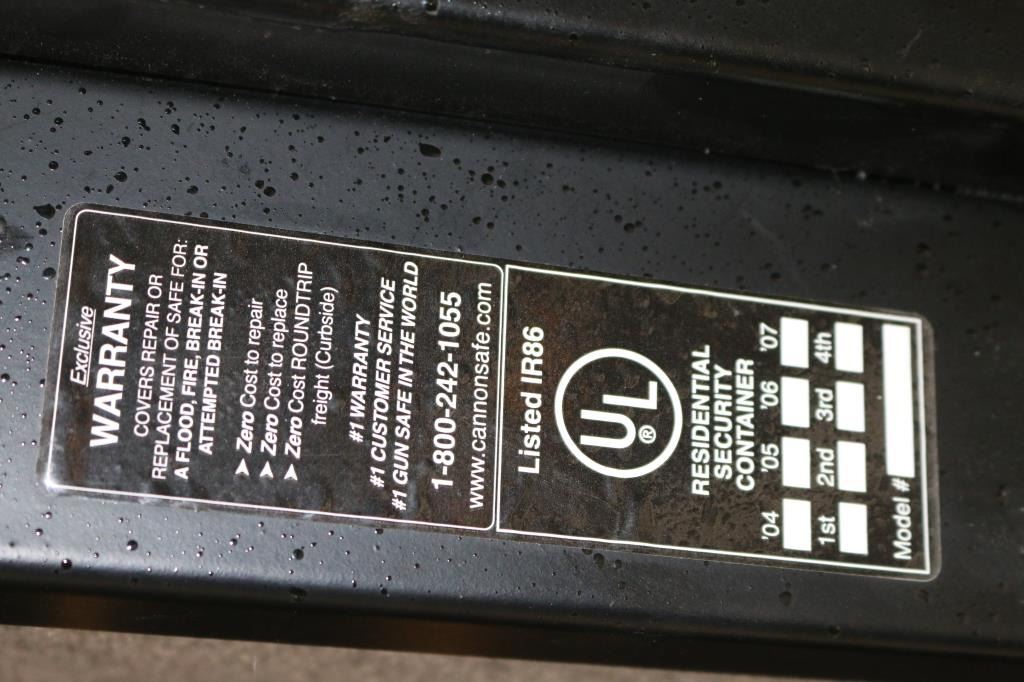 Exclusive
WARRANTY
COVERS REPAIR OR
REPLACEMENT OF SAFE FOR:
A FLOOD, FIRE, BREAK-IN OR
ATTEMPTED BREAK-IN
➤ Zero Cost to repair
➤ Zero Cost to replace
➤ Zero Cost ROUNDTRIP
freight (Curbside)
#1 WARRANTY
#1 CUSTOMER SERVICE
#1 GUN SAFE IN THE WORLD
1-800-242-1055
www.cannonsafe.com
Listed IR86
UL®
RESIDENTIAL
SECURITY
CONTAINER
'04 '05 '06 '07
1st 2nd 3rd 4th
Model #